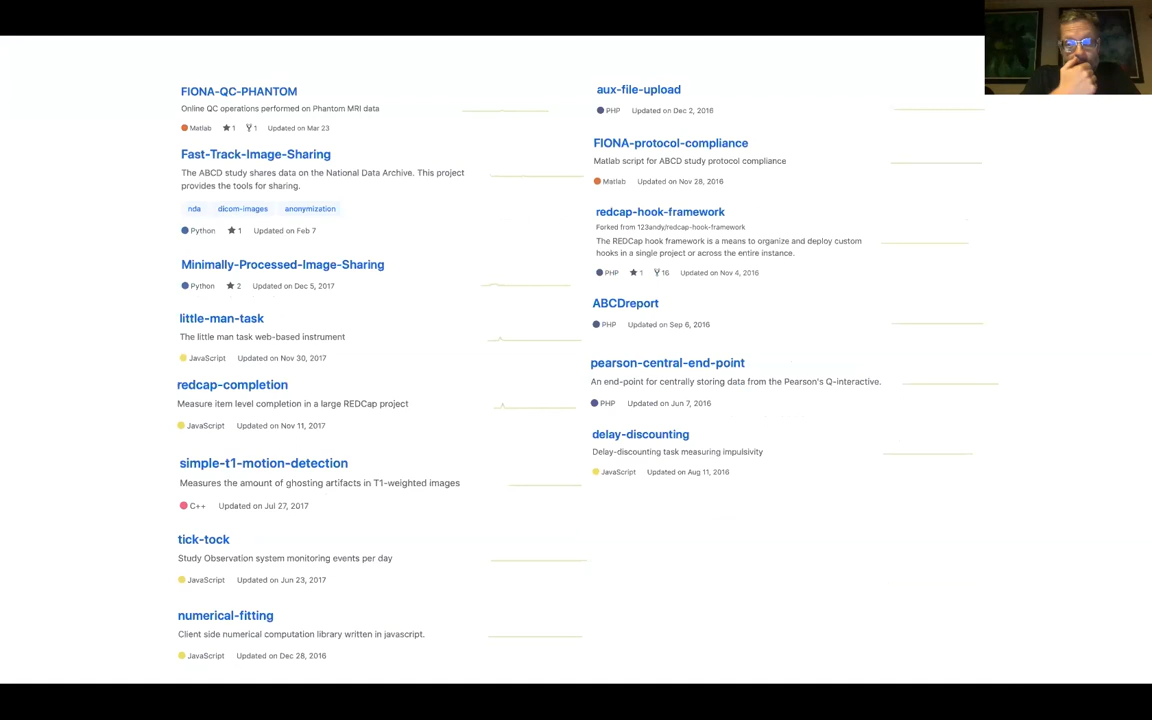 FIONA-QC-PHANTOM
Online QC operations performed on Phantom MRI data
Matlab 1 1 Updated on Mar 23
Fast-Track-Image-Sharing
The ABCD study shares data on the National Data Archive. This project
provides the tools for sharing.
nda dicom-images anonymization
Python 1 Updated on Feb 7
Minimally-Processed-Image-Sharing
Python 2 Updated on Dec 5, 2017
little-man-task
The little man task web-based instrument
JavaScript Updated on Nov 30, 2017
redcap-completion
Measure item level completion in a large REDCap project
JavaScript Updated on Nov 11, 2017
simple-t1-motion-detection
Measures the amount of ghosting artifacts in T1-weighted images
C++ Updated on Jul 27, 2017
tick-tock
Study Observation system monitoring events per day
JavaScript Updated on Jun 23, 2017
numerical-fitting
Client side numerical computation library written in javascript.
JavaScript Updated on Dec 28, 2016
aux-file-upload
PHP Updated on Dec 2, 2016
FIONA-protocol-compliance
Matlab script for ABCD study protocol compliance
Matlab Updated on Nov 28, 2016
redcap-hook-framework
Forked from 123andy/redcap-hook-framework
The REDCap hook framework is a means to organize and deploy custom
hooks in a single project or across the entire instance.
PHP 1 16 Updated on Nov 4, 2016
ABCDreport
PHP Updated on Sep 6, 2016
pearson-central-end-point
An end-point for centrally storing data from the Pearson's Q-interactive.
PHP Updated on Jun 7, 2016
delay-discounting
Delay-discounting task measuring impulsivity
JavaScript Updated on Aug 11, 2016